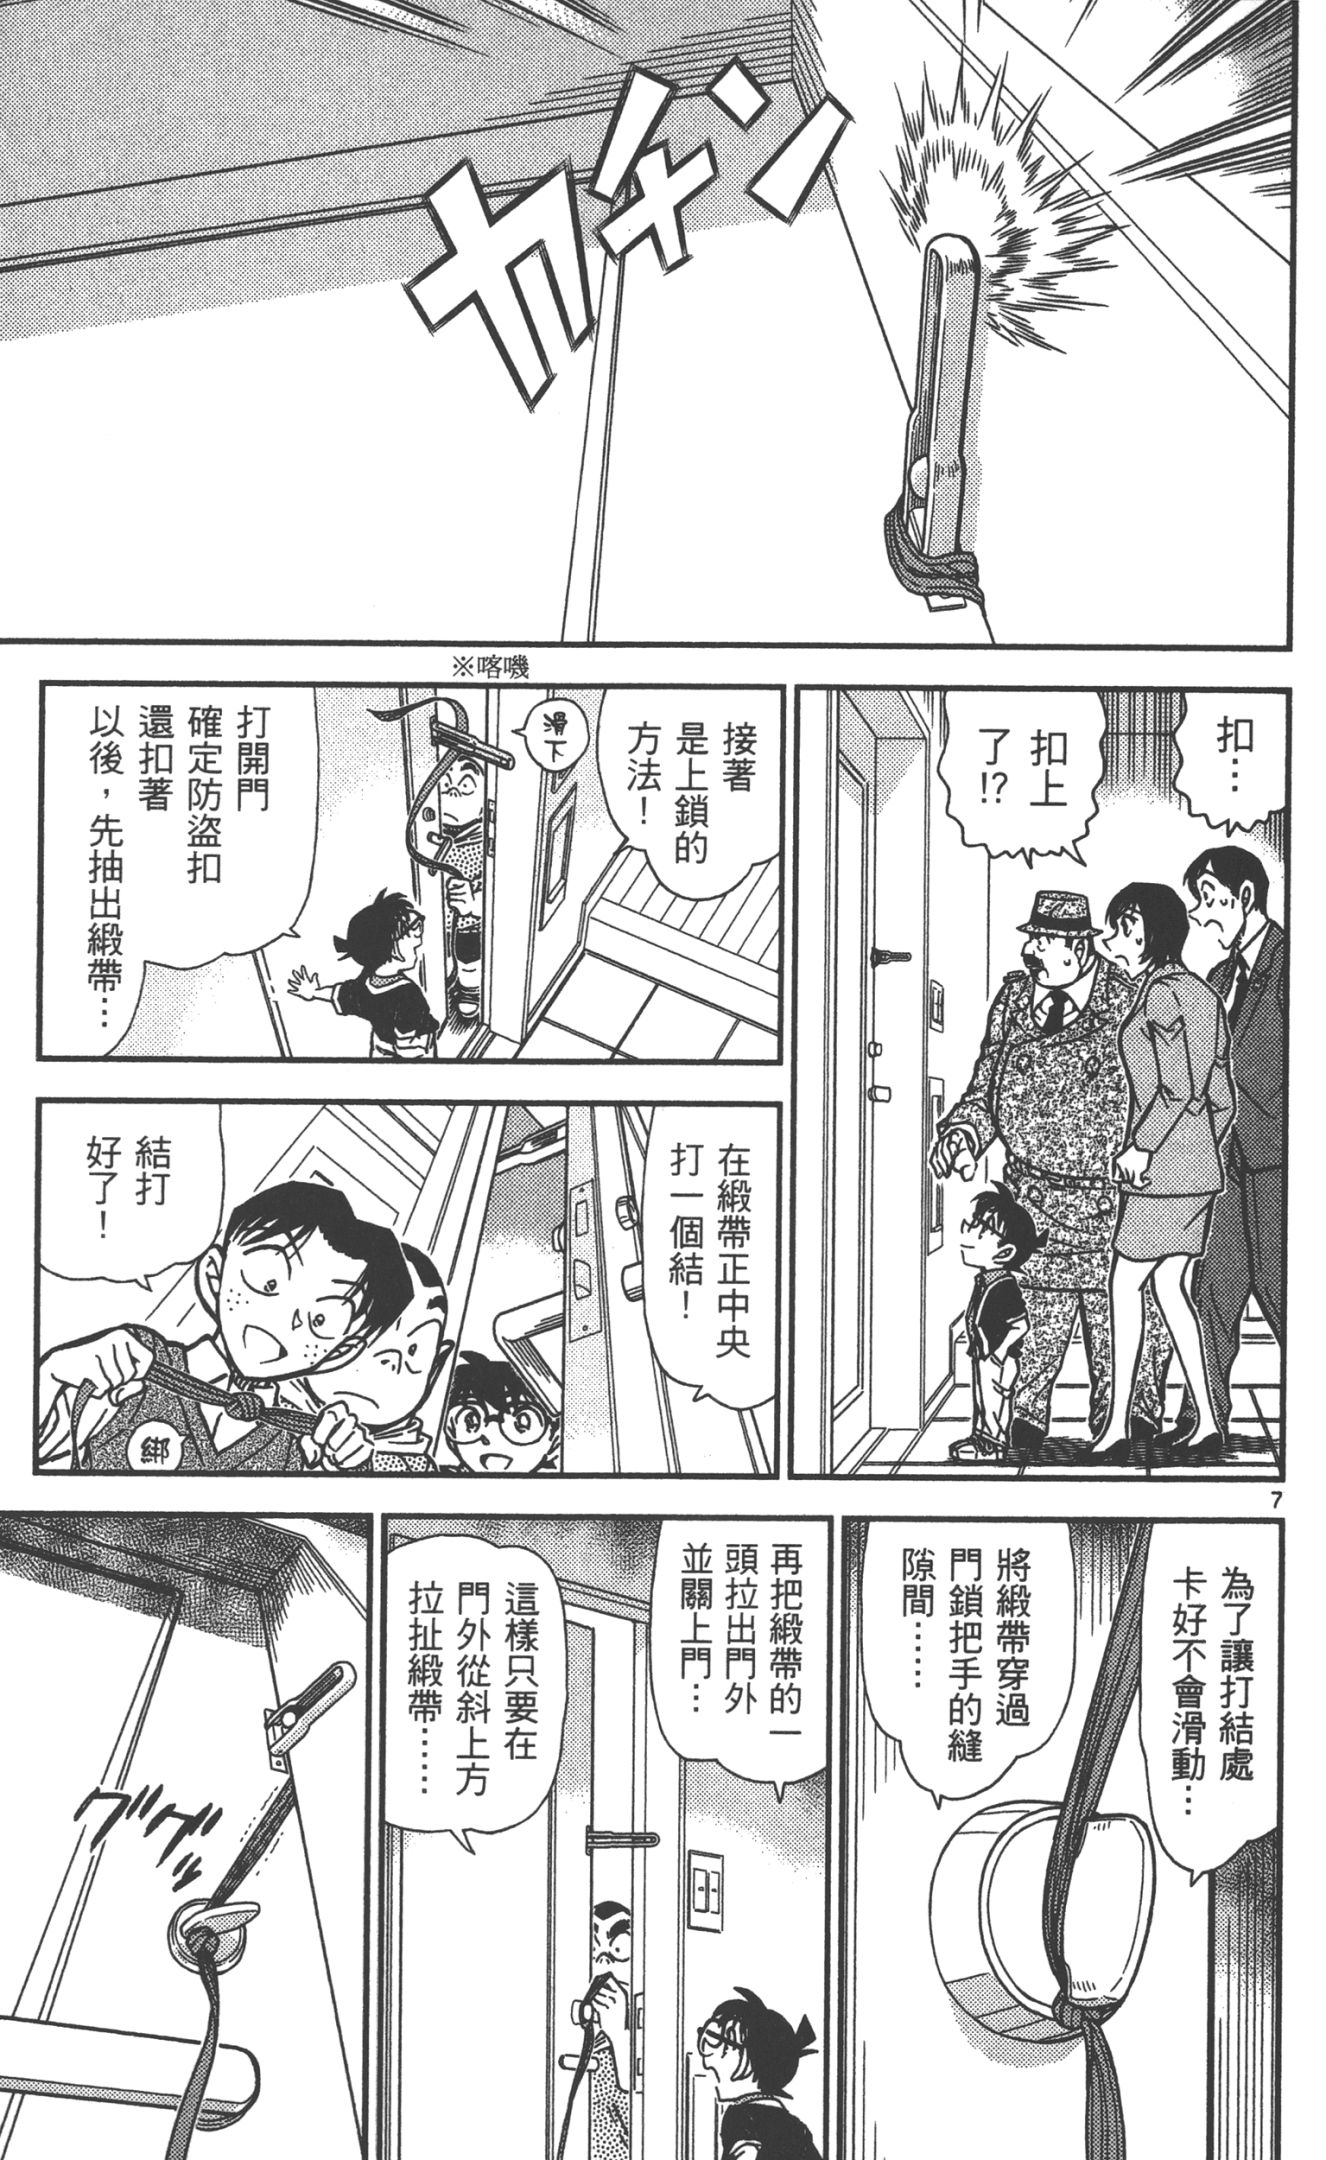 ガキン
※喀嘰
扣…
扣上
了!?
接著
是上鎖的
方法！
滑下
打開門
確定防盜扣
還扣著
以後，先抽出緞帶…
在緞帶正中央
打一個結！
結打
好了！
綁
7
為了讓打結處
卡好不會滑動…
將緞帶穿過
門鎖把手的縫
隙間……
再把緞帶的一
頭拉出門外
並關上門…
這樣只要在
門外從斜上方
拉扯緞帶……
ググッ